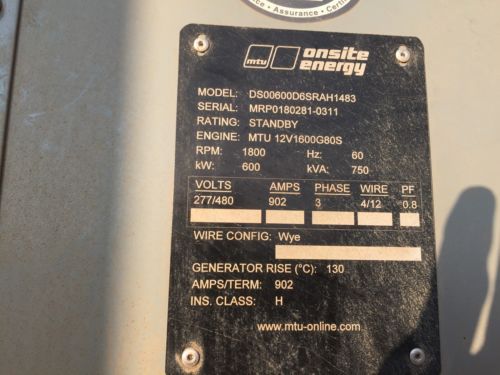 Assurance • Certif
mtu onsite energy
MODEL: DS00600D6SRAH1483
SERIAL: MRP0180281-0311
RATING: STANDBY
ENGINE: MTU 12V1600G80S
RPM: 1800 Hz: 60
kW: 600 kVA: 750
VOLTS AMPS PHASE WIRE PF
277/480 902 3 4/12 0.8
WIRE CONFIG: Wye
GENERATOR RISE (°C): 130
AMPS/TERM: 902
INS. CLASS: H
www.mtu-online.com